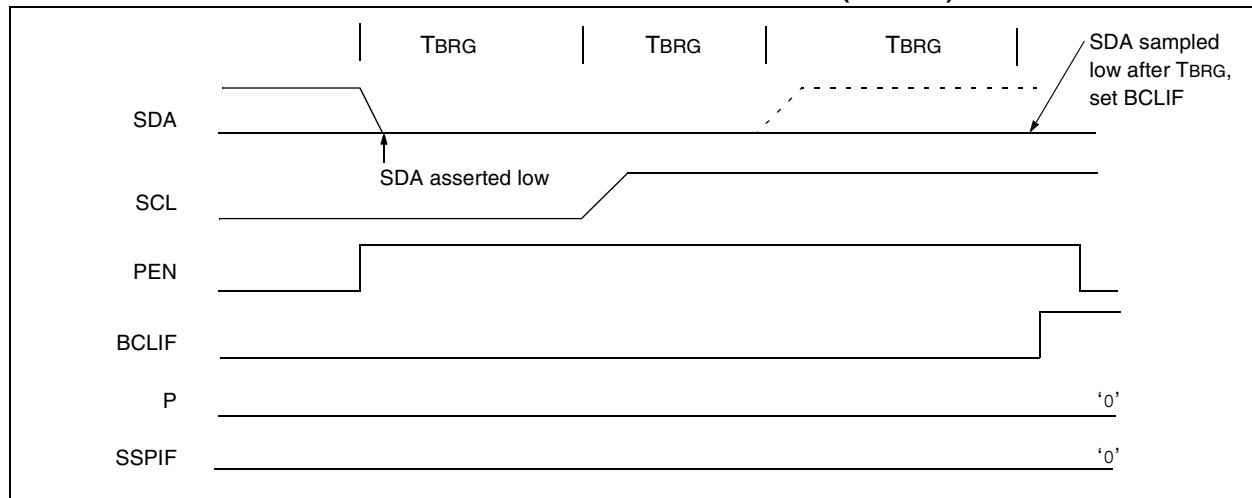 TBRG TBRG TBRG
SDA sampled
low after TBRG,
set BCLIF
SDA
SDA asserted low
SCL
PEN
BCLIF
P
'0'
SSPIF
'0'